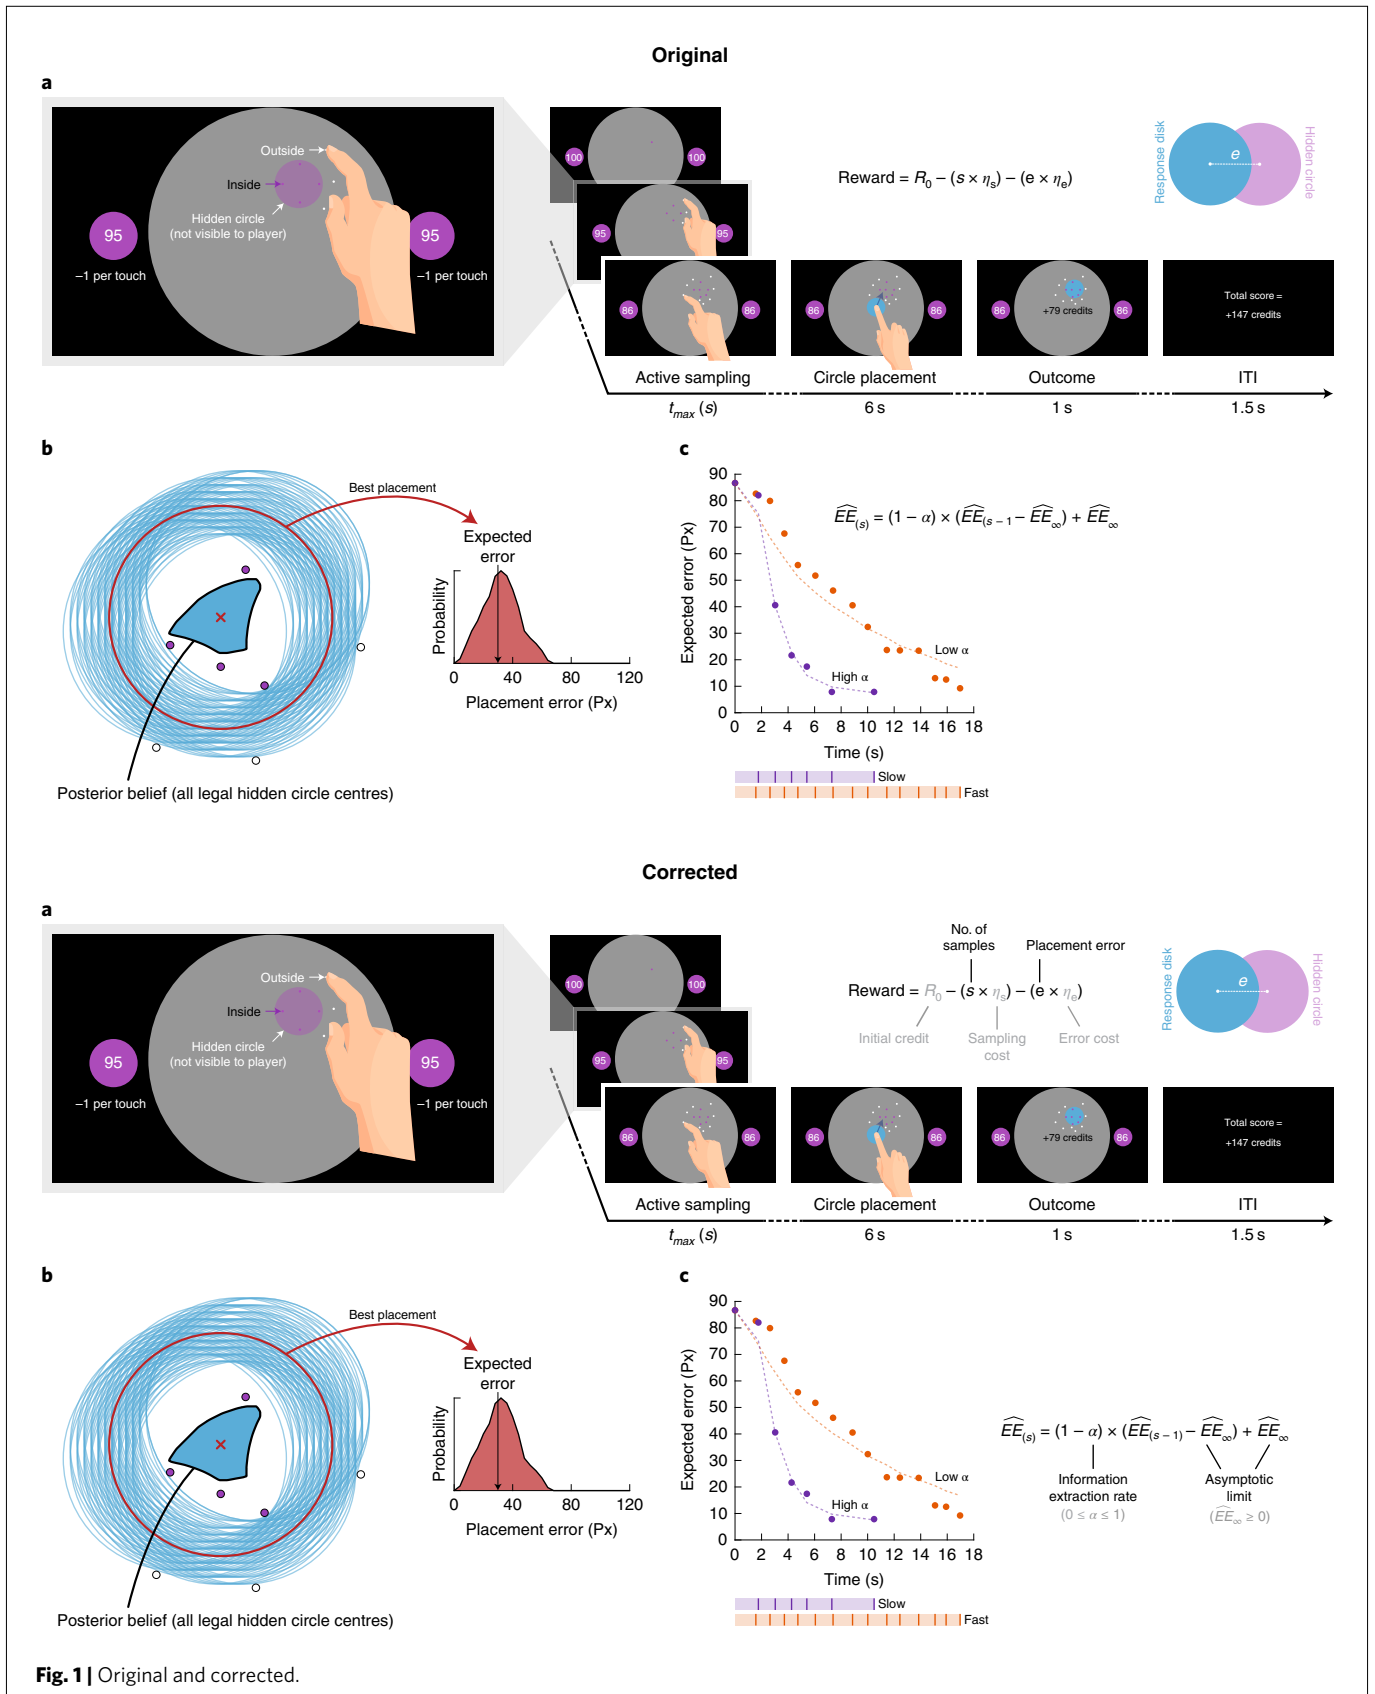 Original
a
Outside
Inside
Hidden circle
(not visible to player)
95
95
–1 per touch
–1 per touch
100
100
95
95
86
86
86
86
86
86
+79 credits
Total score =
+147 credits
Reward = R₀ – (s × ηₛ) – (e × ηₑ)
Response disk
e
Hidden circle
Active sampling
Circle placement
Outcome
ITI
tₘₐₓ (s)
6 s
1 s
1.5 s
b
Best placement
Expected
error
Probability
0
40
80
120
Placement error (Px)
Posterior belief (all legal hidden circle centres)
c
90
80
70
60
50
40
30
20
10
0
Expected error (Px)
0 2 4 6 8 10 12 14 16 18
Time (s)
Low α
High α
Slow
Fast
$\widehat{EE}_{(s)} = (1 - α) × (\widehat{EE}_{(s - 1} - \widehat{EE}_{∞}) + \widehat{EE}_{∞}$
Corrected
a
Outside
Inside
Hidden circle
(not visible to player)
95
95
–1 per touch
–1 per touch
100
100
95
95
86
86
86
86
86
86
+79 credits
Total score =
+147 credits
No. of
samples
Placement error
Reward = R₀ – (s × ηₛ) – (e × ηₑ)
Initial credit
Sampling
cost
Error cost
Response disk
e
Hidden circle
Active sampling
Circle placement
Outcome
ITI
tₘₐₓ (s)
6 s
1 s
1.5 s
b
Best placement
Expected
error
Probability
0
40
80
120
Placement error (Px)
Posterior belief (all legal hidden circle centres)
c
90
80
70
60
50
40
30
20
10
0
Expected error (Px)
0 2 4 6 8 10 12 14 16 18
Time (s)
Low α
High α
Slow
Fast
$\widehat{EE}_{(s)} = (1 - α) × (\widehat{EE}_{(s - 1)} - \widehat{EE}_{∞}) + \widehat{EE}_{∞}$
Information
extraction rate
(0 ≤ α ≤ 1)
Asymptotic
limit
$(\widehat{EE}_{∞} ≥ 0)$
Fig. 1 | Original and corrected.